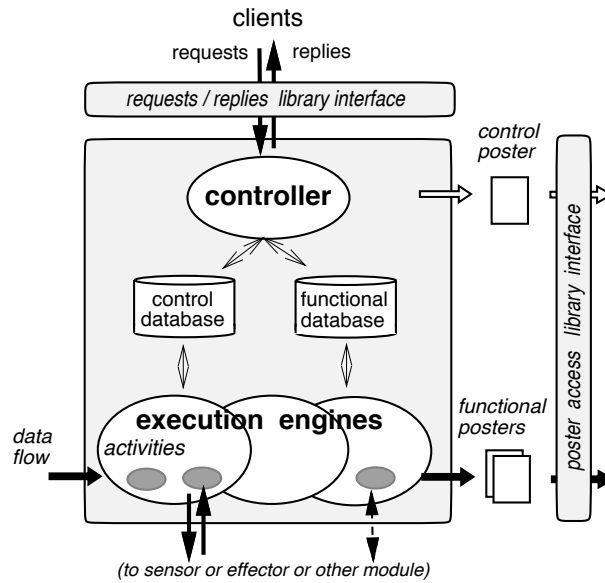 clients
requests
replies
requests / replies library interface
control
poster
controller
control
database
functional
database
poster access library interface
execution engines
activities
data
flow
functional
posters
(to sensor or effector or other module)